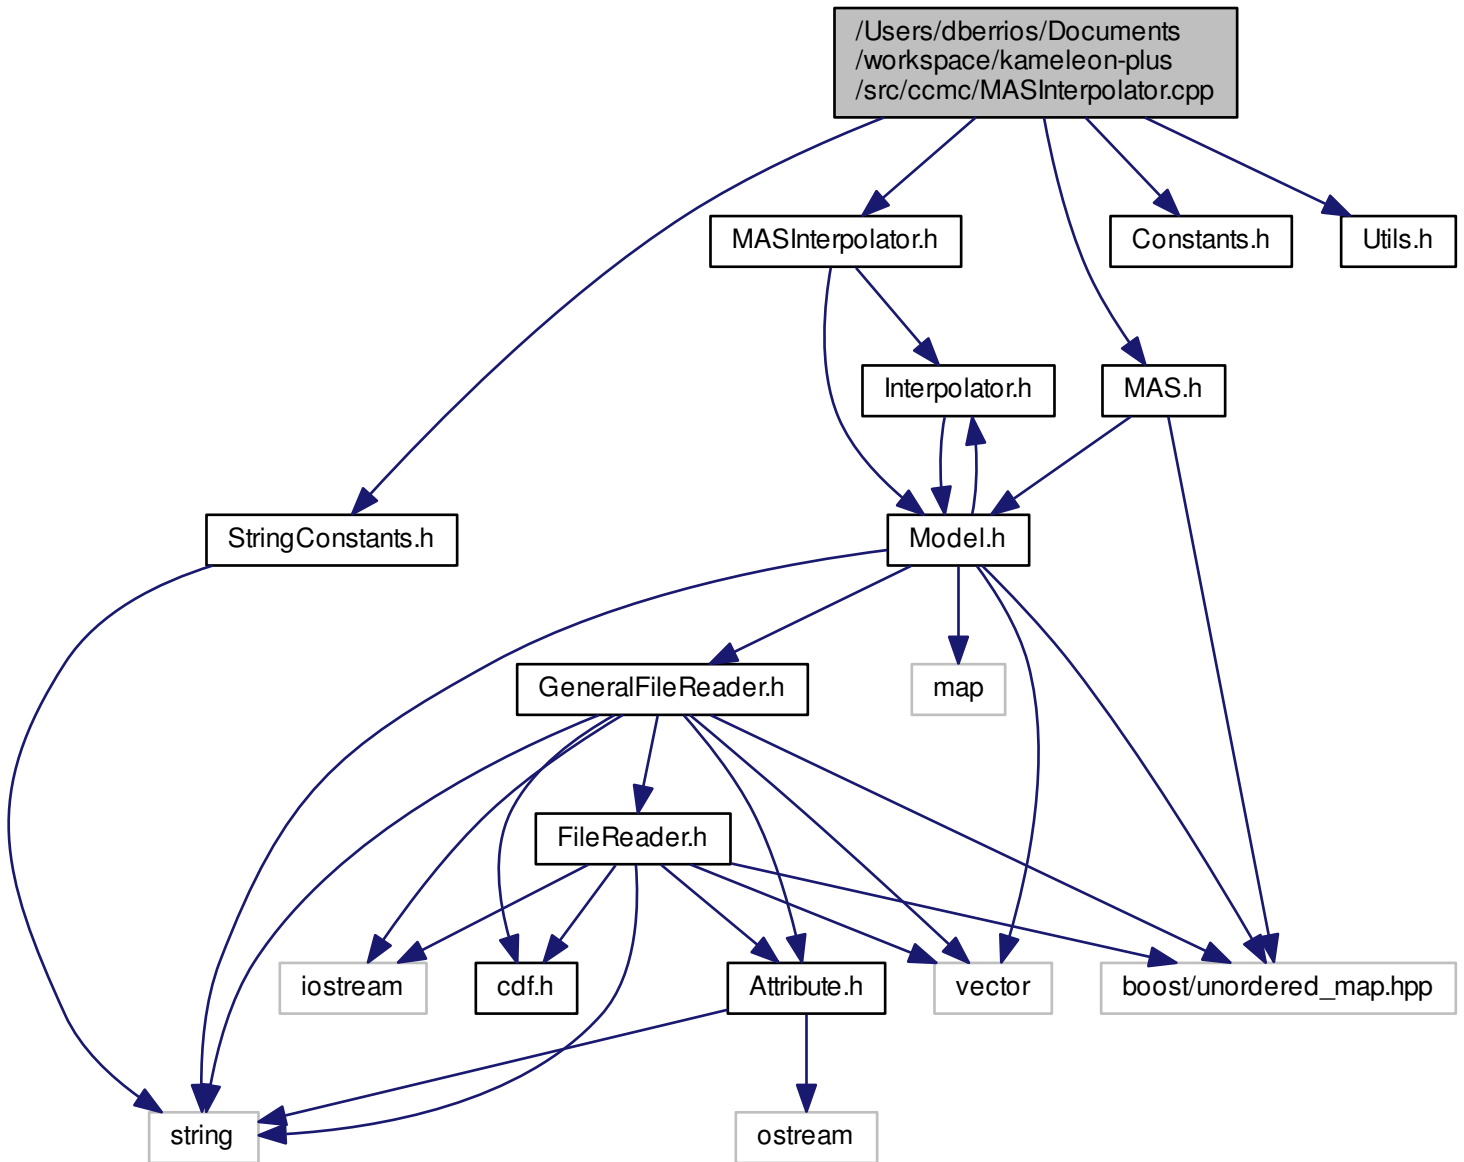 /Users/dberrios/Documents
/workspace/kameleon-plus
/src/ccmc/MASInterpolator.cpp
MASInterpolator.h
Constants.h
Utils.h
Interpolator.h
MAS.h
StringConstants.h
Model.h
GeneralFileReader.h
map
FileReader.h
iostream
cdf.h
Attribute.h
vector
boost/unordered_map.hpp
string
ostream